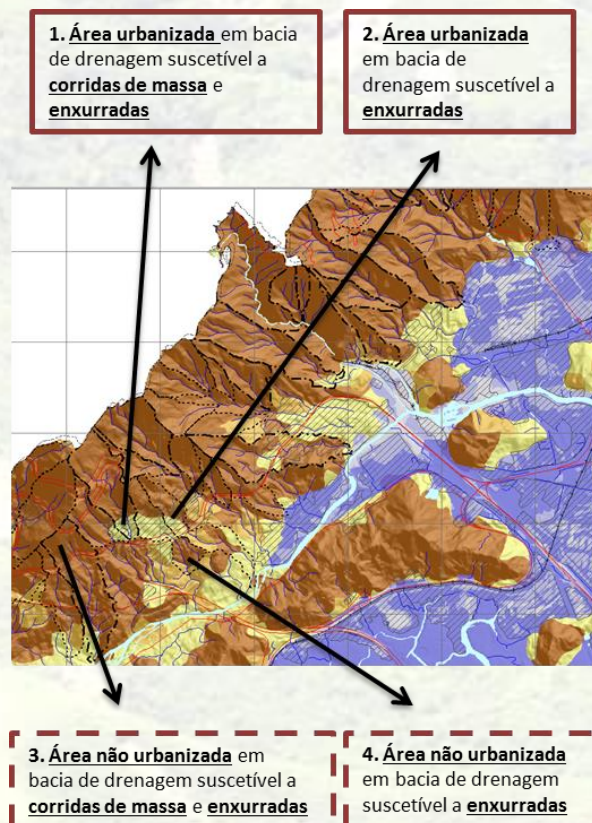 1. Área urbanizada em bacia
de drenagem suscetível a
corridas de massa e
enxurradas
2. Área urbanizada
em bacia de
drenagem suscetível a
enxurradas
3. Área não urbanizada em
bacia de drenagem suscetível a
corridas de massa e enxurradas
4. Área não urbanizada
em bacia de drenagem
suscetível a enxurradas